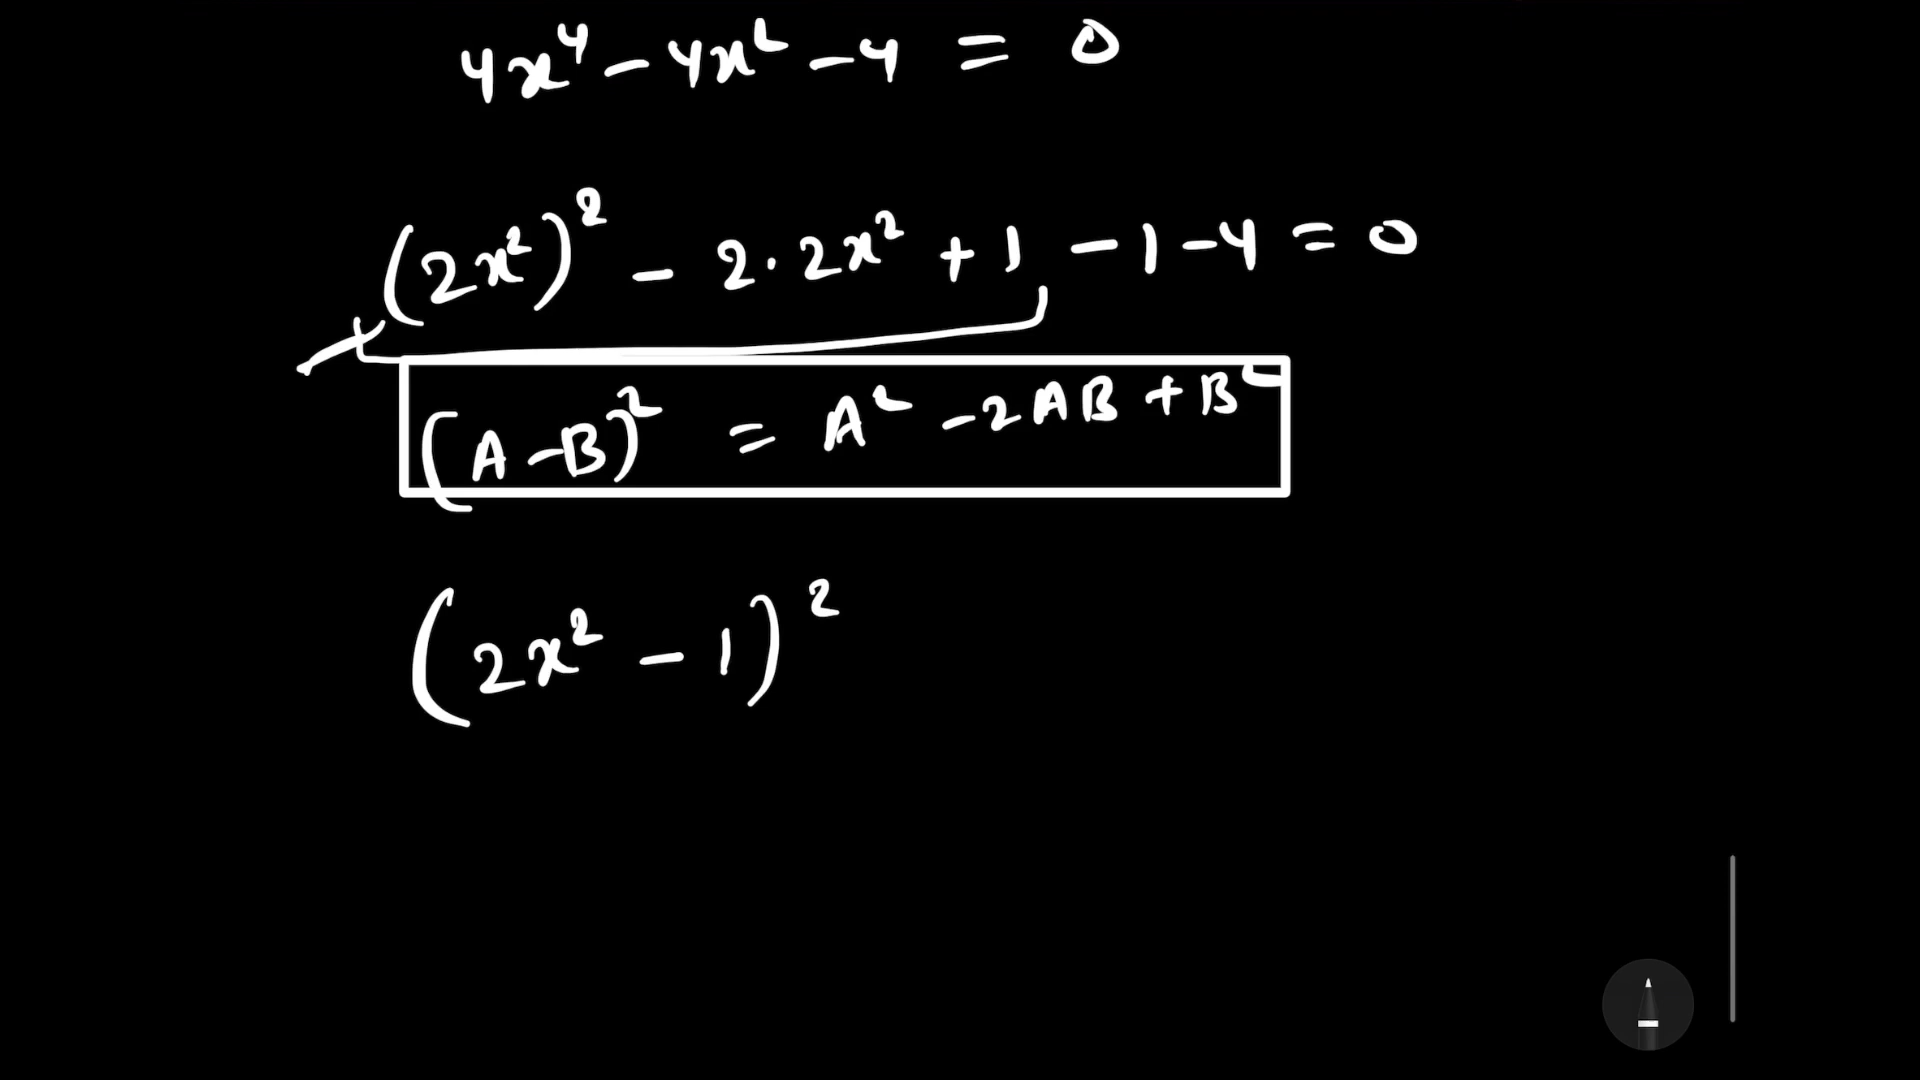 4x⁴ - 4x² - 4 = 0
(2x²)² - 2·2x² + 1 - 1 - 4 = 0
(A - B)² = A² - 2AB + B²
(2x² - 1)²